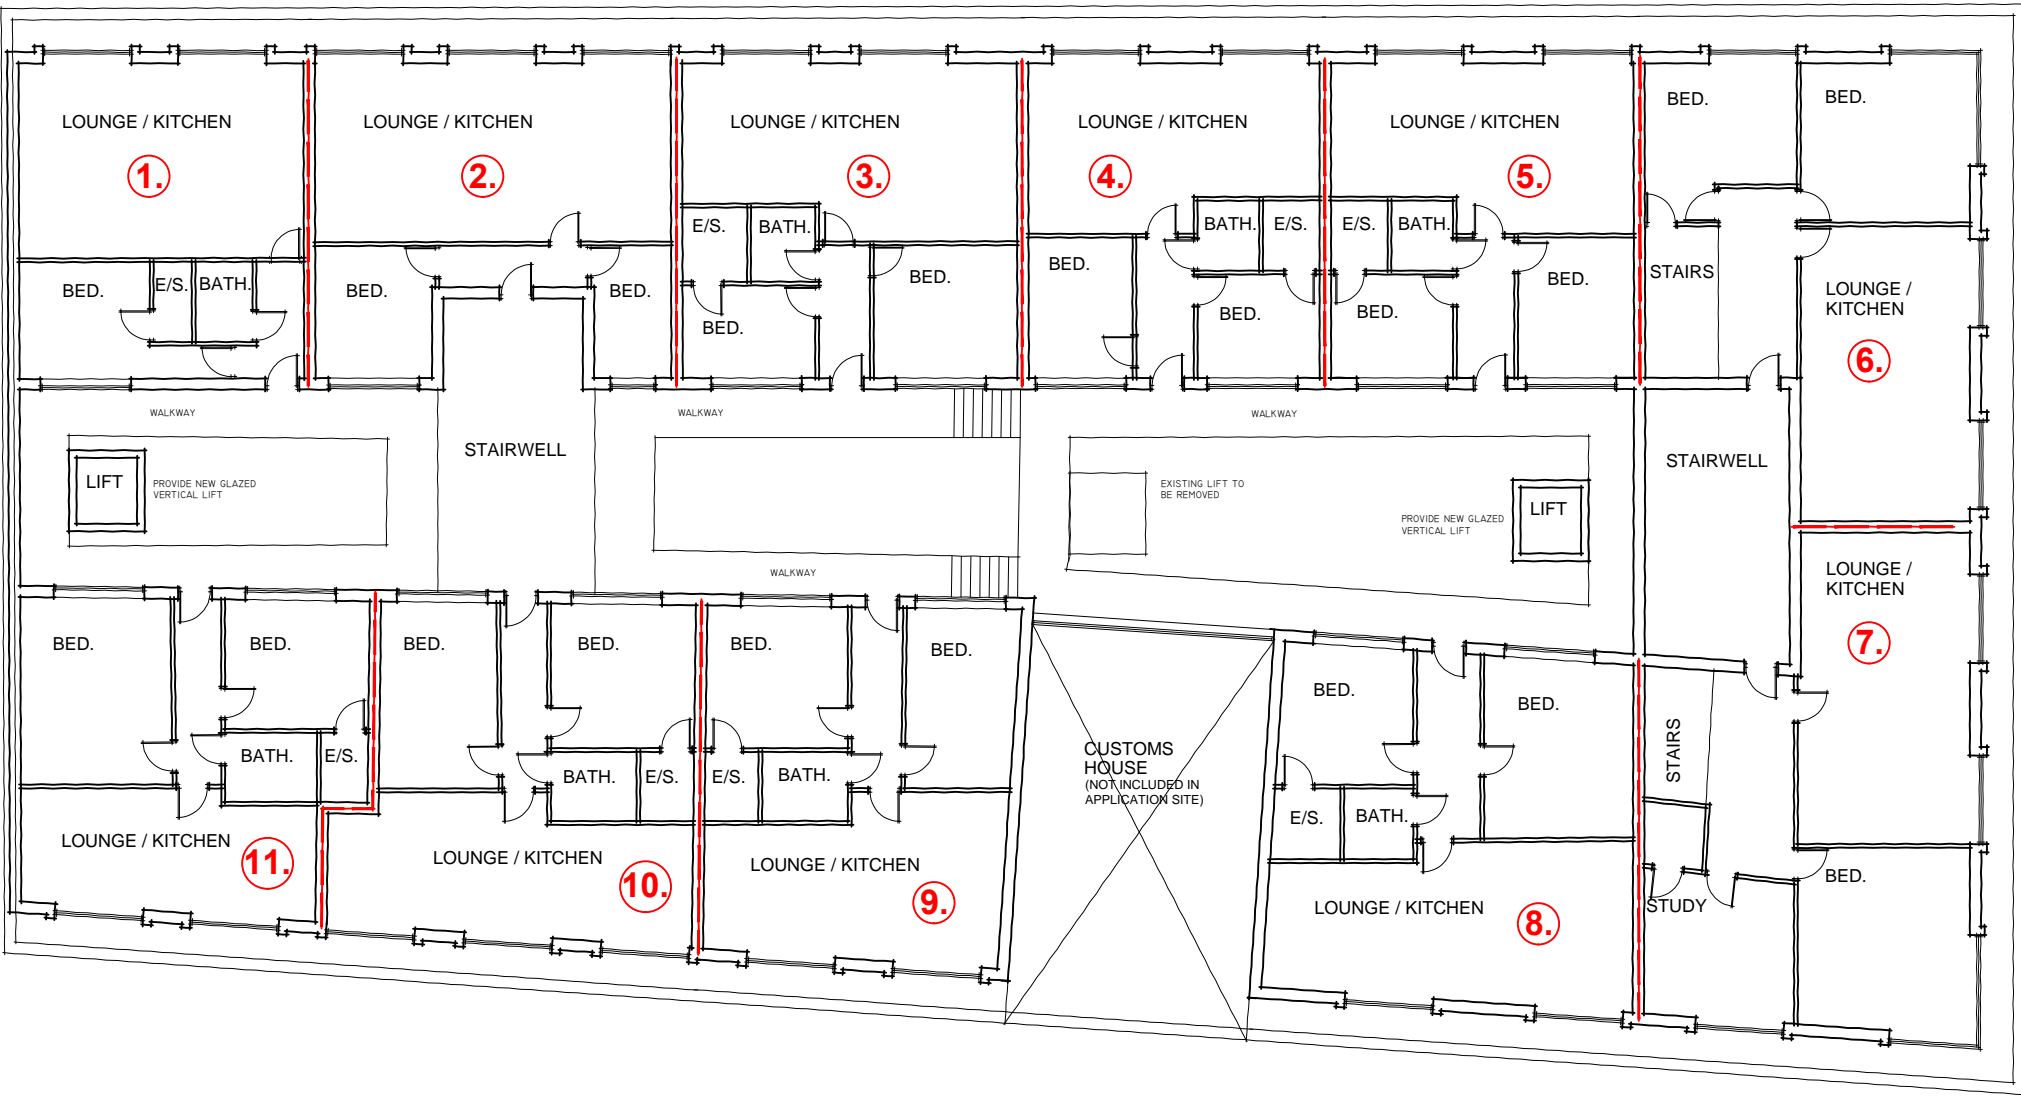 LOUNGE / KITCHEN
1.
BED.
E/S.
BATH.
LOUNGE / KITCHEN
2.
BED.
BED.
LOUNGE / KITCHEN
3.
E/S.
BATH.
BED.
BED.
LOUNGE / KITCHEN
4.
BED.
BATH.
E/S.
BED.
LOUNGE / KITCHEN
5.
E/S.
BATH.
BED.
BED.
BED.
BED.
STAIRS
LOUNGE /
KITCHEN
6.
WALKWAY
WALKWAY
WALKWAY
LIFT
PROVIDE NEW GLAZED
VERTICAL LIFT
STAIRWELL
EXISTING LIFT TO
BE REMOVED
PROVIDE NEW GLAZED
VERTICAL LIFT
LIFT
STAIRWELL
WALKWAY
LOUNGE /
KITCHEN
7.
BED.
BED.
BATH.
E/S.
LOUNGE / KITCHEN
11.
BED.
BED.
BATH.
E/S.
LOUNGE / KITCHEN
10.
BED.
BED.
E/S.
BATH.
LOUNGE / KITCHEN
9.
CUSTOMS
HOUSE
(NOT INCLUDED IN
APPLICATION SITE)
BED.
BED.
E/S.
BATH.
LOUNGE / KITCHEN
8.
STAIRS
STUDY
BED.